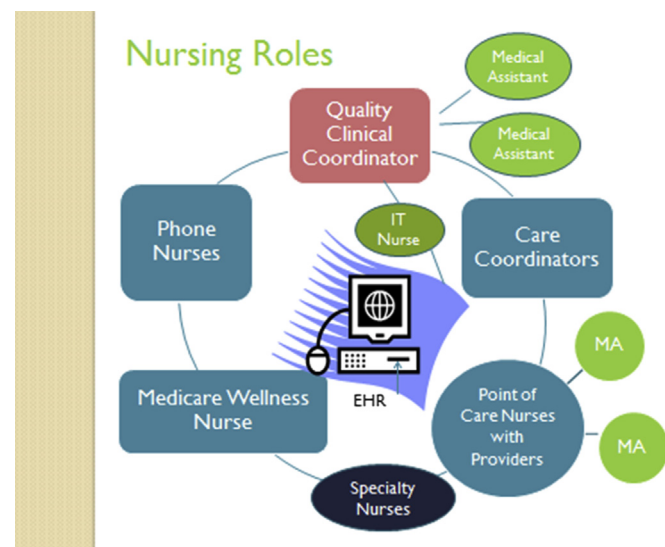 Nursing Roles
Medical
Assistant
Quality
Clinical
Coordinator
Medical
Assistant
Phone
Nurses
IT
Nurse
Care
Coordinators
MA
Medicare Wellness
Nurse
EHR
Point of
Care Nurses
with
Providers
MA
Specialty
Nurses